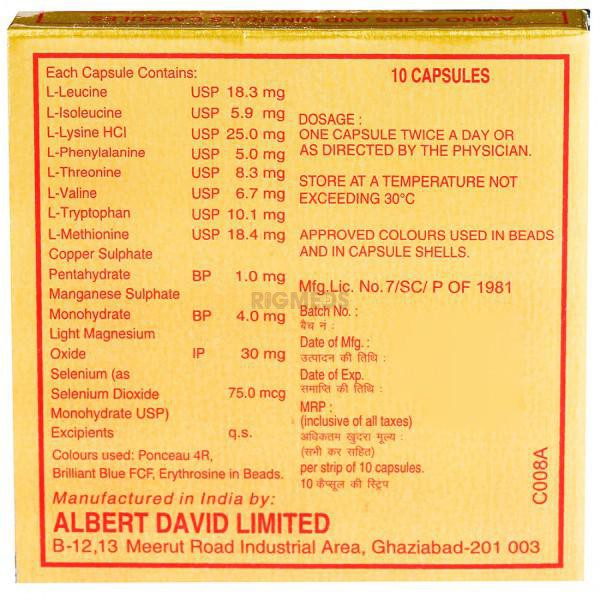 AMINO ACIDS AND MINERALS CAPSULES
Each Capsule Contains:
L-Leucine USP 18.3 mg
L-Isoleucine USP 5.9 mg
L-Lysine HCl USP 25.0 mg
L-Phenylalanine USP 5.0 mg
L-Threonine USP 8.3 mg
L-Valine USP 6.7 mg
L-Tryptophan USP 10.1 mg
L-Methionine USP 18.4 mg
Copper Sulphate
Pentahydrate BP 1.0 mg
Manganese Sulphate
Monohydrate BP 4.0 mg
Light Magnesium
Oxide IP 30 mg
Selenium (as
Selenium Dioxide 75.0 mcg
Monohydrate USP)
Excipients q.s.
Colours used: Ponceau 4R,
Brilliant Blue FCF, Erythrosine in Beads.
10 CAPSULES
DOSAGE :
ONE CAPSULE TWICE A DAY OR
AS DIRECTED BY THE PHYSICIAN.
STORE AT A TEMPERATURE NOT
EXCEEDING 30°C
APPROVED COLOURS USED IN BEADS
AND IN CAPSULE SHELLS.
Mfg.Lic. No.7/SC/ P OF 1981
Batch No. :
बैच नं :
Date of Mfg. :
उत्पादन की तिथि :
Date of Exp.
समाप्ति की तिथि :
MRP :
(inclusive of all taxes)
अधिकतम खुदरा मूल्य :
(सभी कर सहित)
per strip of 10 capsules.
10 कैप्सूल की स्ट्रिप
C008A
Manufactured in India by:
ALBERT DAVID LIMITED
B-12,13 Meerut Road Industrial Area, Ghaziabad-201 003
RIGMEDS